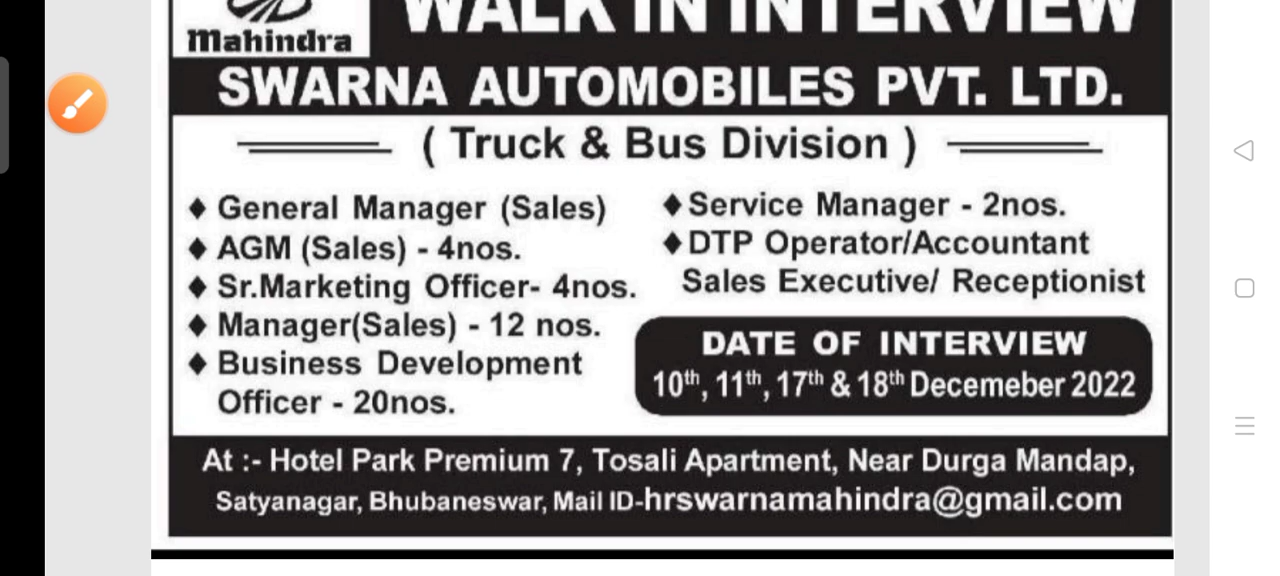 WALK IN INTERVIEW
Mahindra
SWARNA AUTOMOBILES PVT. LTD.
( Truck & Bus Division )
♦ General Manager (Sales)
♦ AGM (Sales) - 4nos.
♦ Sr.Marketing Officer- 4nos.
♦ Manager(Sales) - 12 nos.
♦ Business Development
Officer - 20nos.
♦ Service Manager - 2nos.
♦ DTP Operator/Accountant
Sales Executive/ Receptionist
DATE OF INTERVIEW
10th, 11th, 17th & 18th Decemeber 2022
At :- Hotel Park Premium 7, Tosali Apartment, Near Durga Mandap,
Satyanagar, Bhubaneswar, Mail ID-hrswarnamahindra@gmail.com